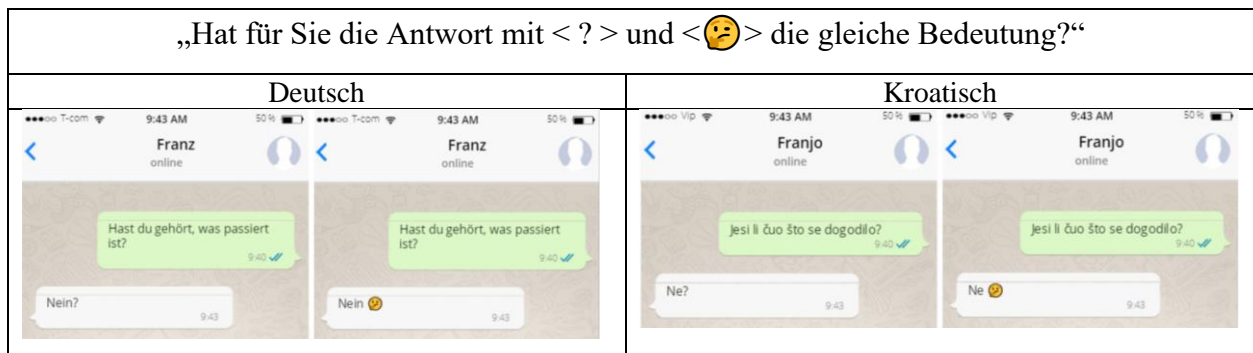 „Hat für Sie die Antwort mit < ? > und <🤔> die gleiche Bedeutung?“
Deutsch
●●●○○ T-com 9:43 AM 50 %
Franz
online
Hast du gehört, was passiert
ist?
9:40
Nein?
9:43
●●●○○ T-com 9:43 AM 50 %
Franz
online
Hast du gehört, was passiert
ist?
9:40
Nein 🤔
9:43
Kroatisch
●●●○○ Vip 9:43 AM 50 %
Franjo
online
Jesi li čuo što se dogodilo?
9:40
Ne?
9:43
●●●○○ Vip 9:43 AM 50 %
Franjo
online
Jesi li čuo što se dogodilo?
9:40
Ne 🤔
9:43